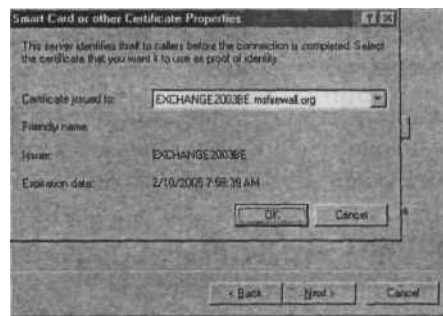 Smart Card or other Certificate Properties
This server identifies itself to callers before the connection is completed. Select
the certificate that you want it to use as proof of identity.
Certificate issued to: EXCHANGE2003BE.msfirewall.org
Friendly name:
Issuer: EXCHANGE2003BE
Expiration date: 2/10/2005 7:58:39 AM
OK Cancel
< Back Next > Cancel